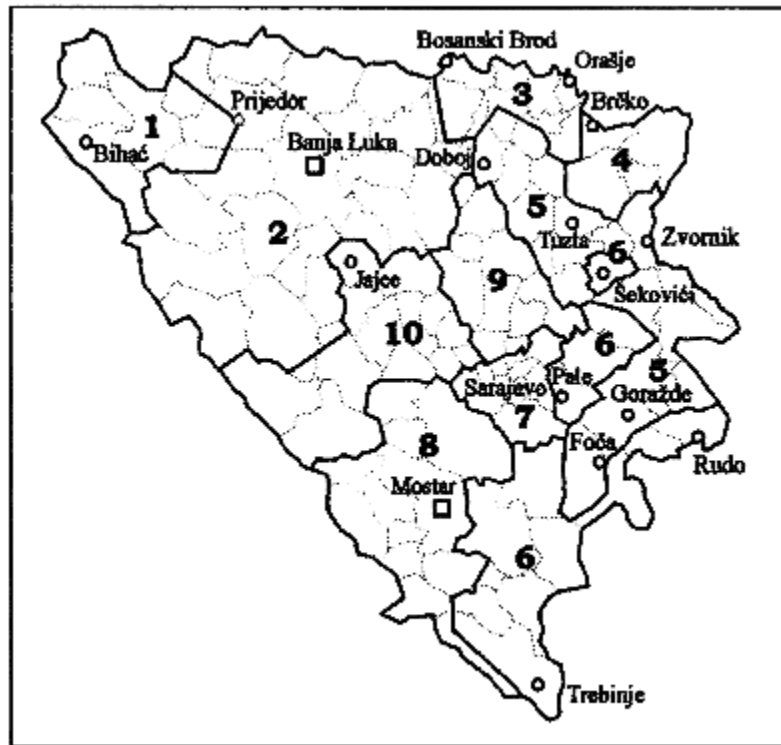 Bosanski Brod
Orašje
3
Brčko
Prijedor
1
Bihać
Banja Luka
Doboj
4
5
2
Tuzla
Zvornik
6
Jajce
9
Šekovići
10
6
Sarajevo
Pale
5
Goražde
7
8
Foča
Rudo
Mostar
6
Trebinje